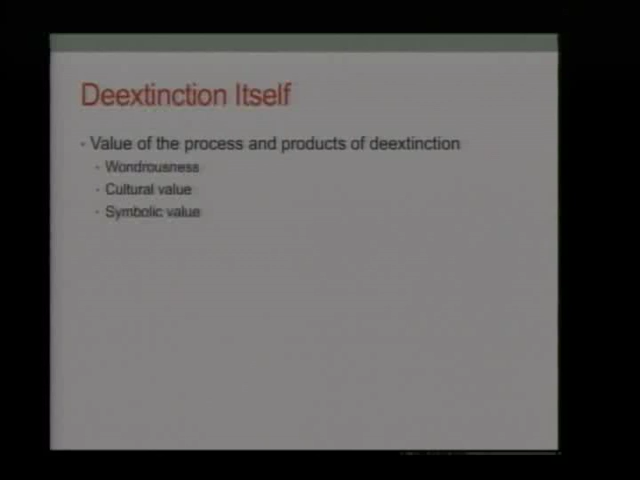 Deextinction Itself
• Value of the process and products of deextinction
• Wondrousness
• Cultural value
• Symbolic value